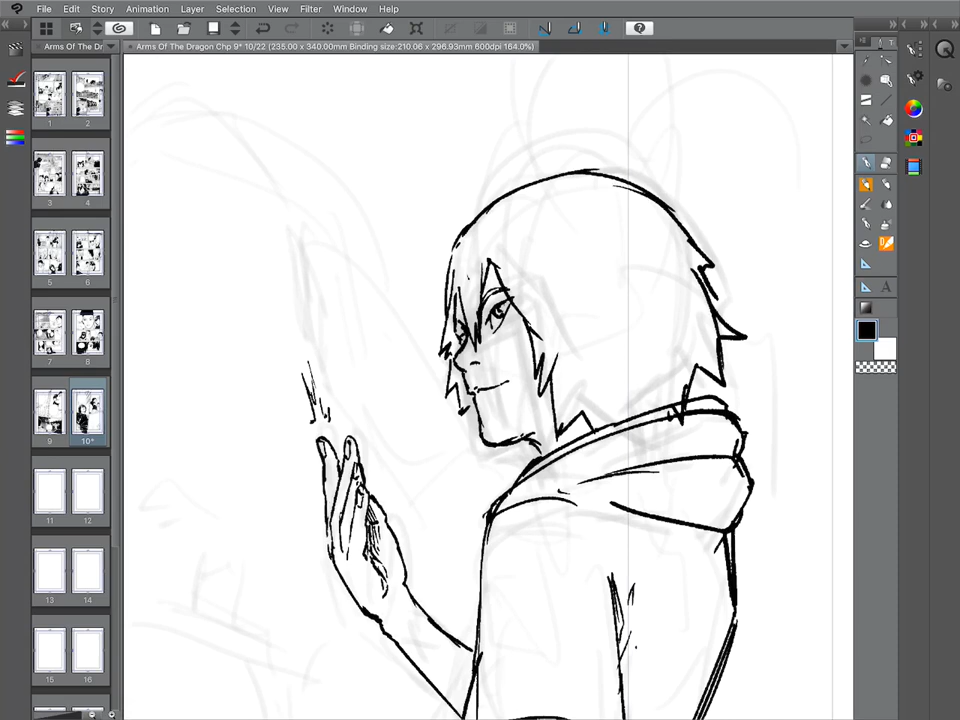 File Edit Story Animation Layer Selection View Filter Window Help
Arms Of The Dr
Arms Of The Dragon Chp 9* 10/22 (235.00 x 340.00mm Binding size:210.06 x 296.93mm 600dpi 164.0%)
1 2
3 4
5 6
7 8
9 10*
11 12
13 14
15 16
T
A